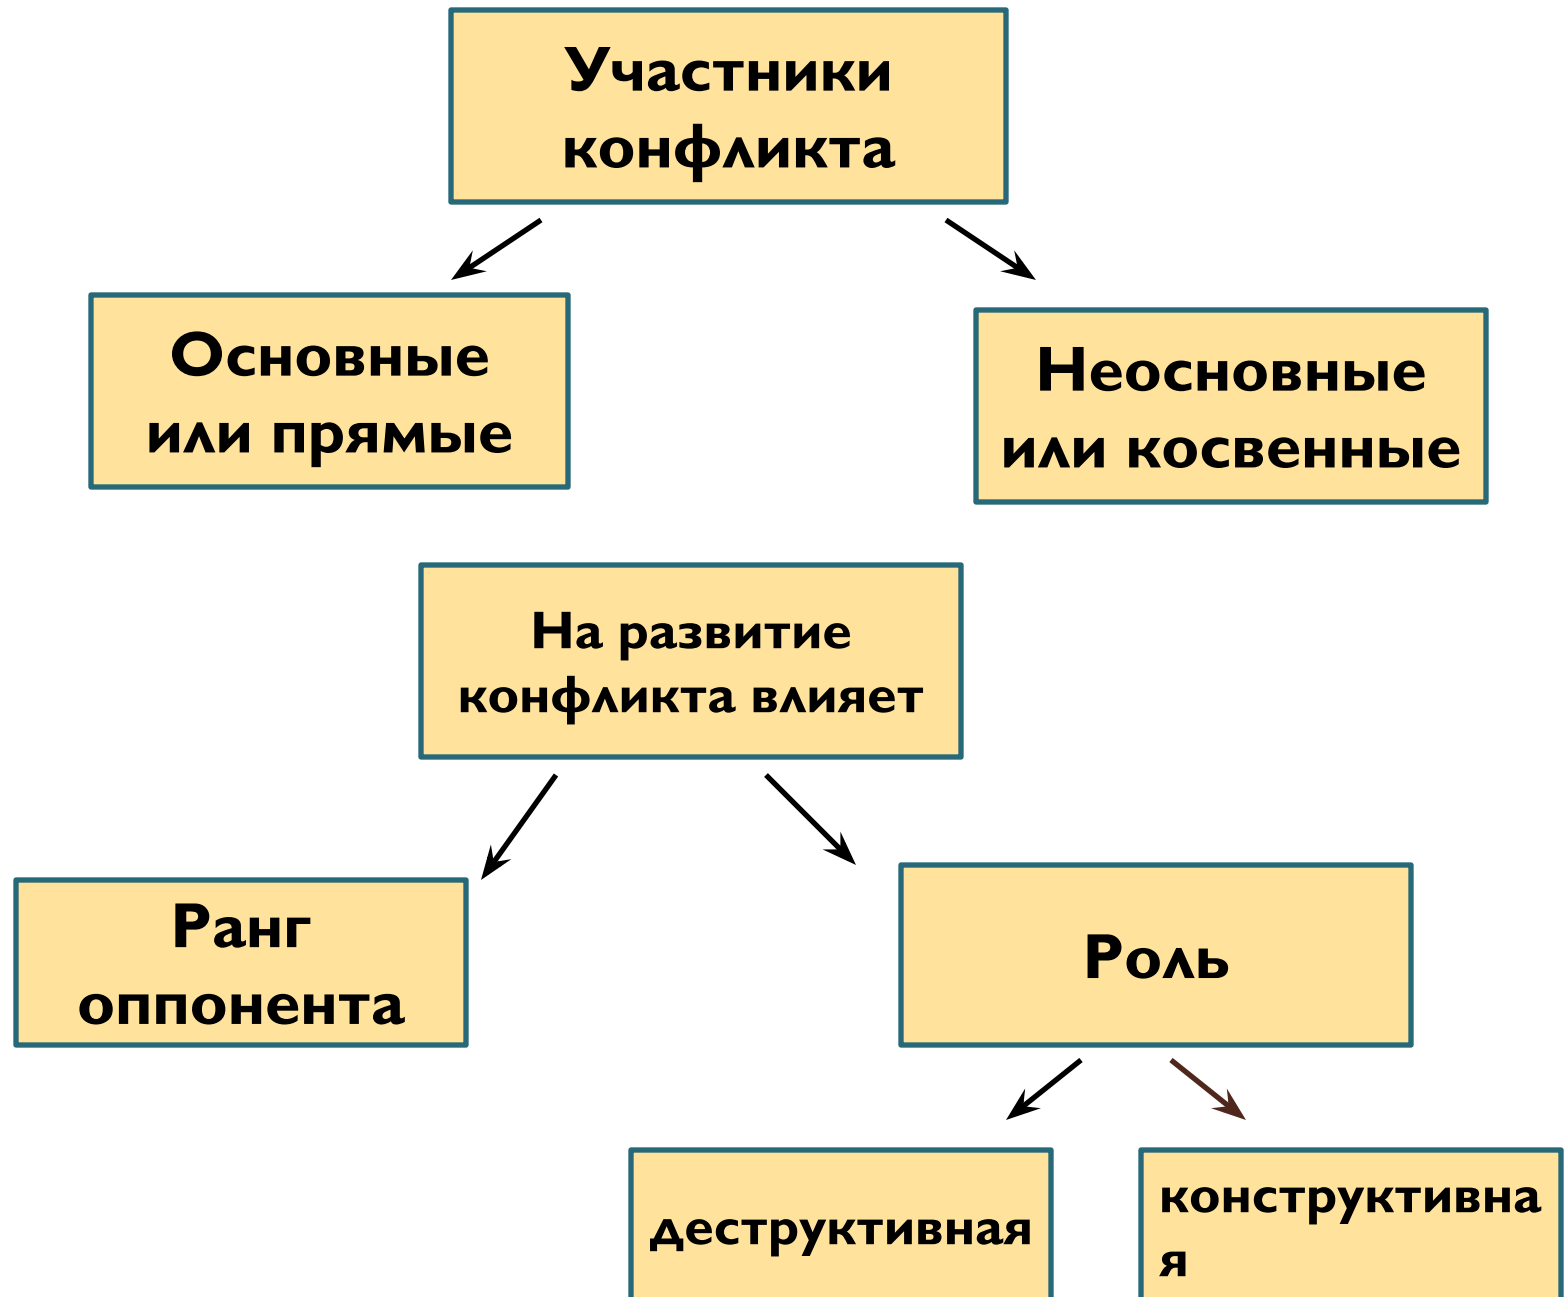 Участники
конфликта
Основные
или прямые
Неосновные
или косвенные
На развитие
конфликта влияет
Ранг
оппонента
Роль
деструктивная
конструктивна
я